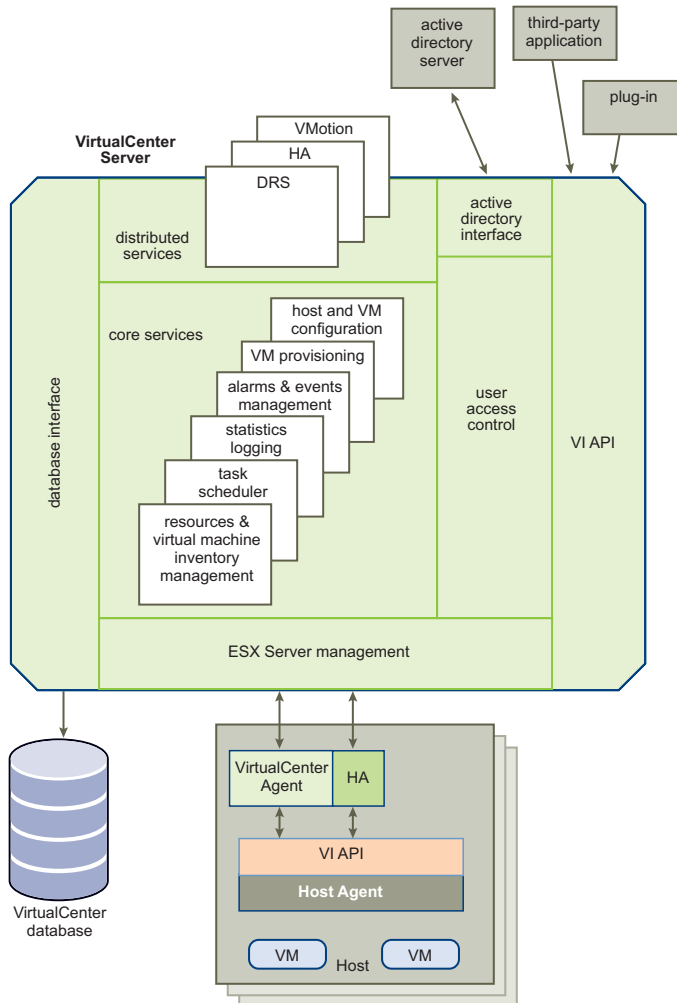 active
directory
server
third-party
application
plug-in
VirtualCenter
Server
VMotion
HA
DRS
distributed
services
active
directory
interface
core services
host and VM
configuration
VM provisioning
alarms & events
management
statistics
logging
task
scheduler
resources &
virtual machine
inventory
management
user
access
control
VI API
database interface
ESX Server management
VirtualCenter
Agent
HA
VI API
Host Agent
VM
Host
VM
VirtualCenter
database